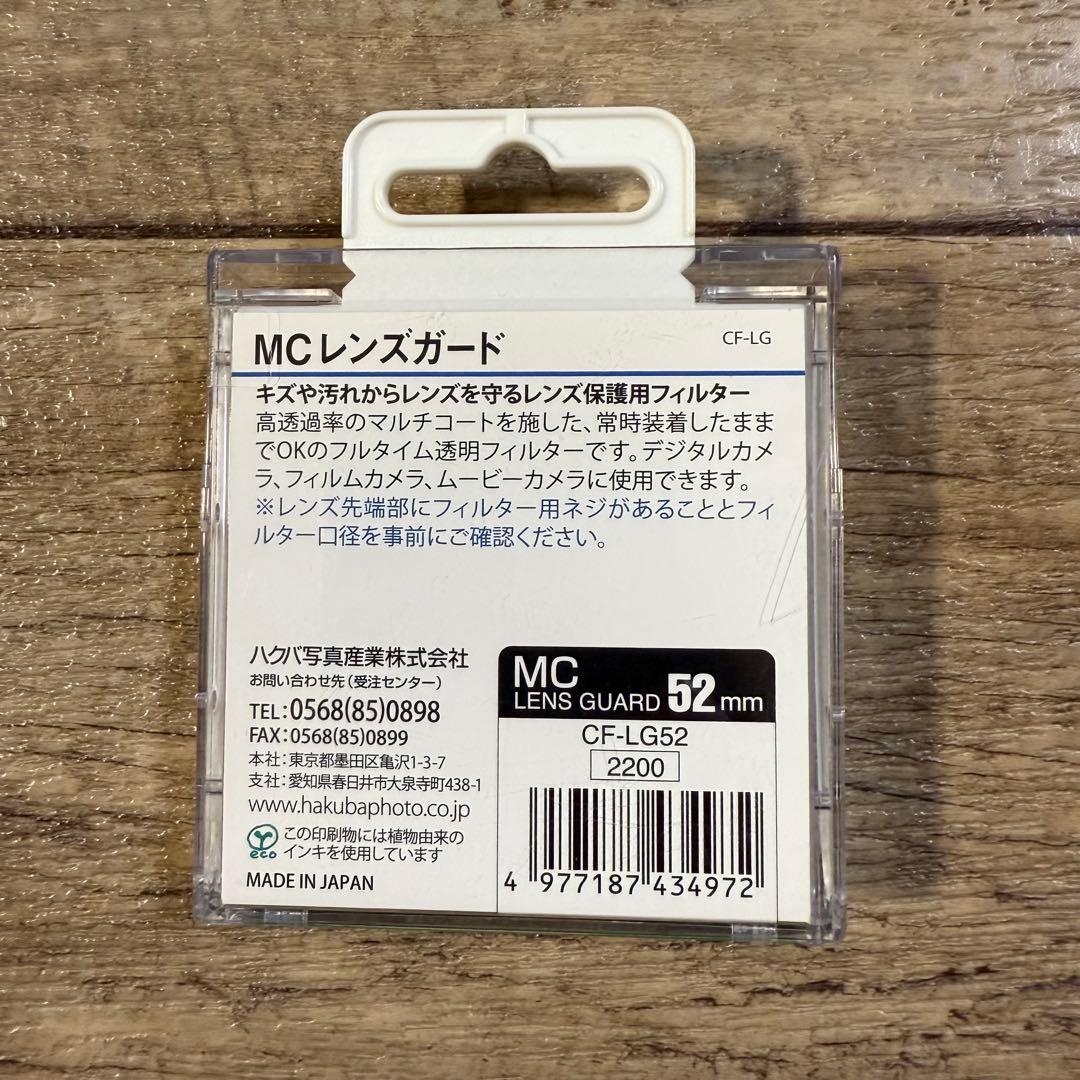 MCレンズガード
CF-LG
キズや汚れからレンズを守るレンズ保護用フィルター
高透過率のマルチコートを施した、常時装着したまま
でOKのフルタイム透明フィルターです。デジタルカメ
ラ、フィルムカメラ、ムービーカメラに使用できます。
※レンズ先端部にフィルター用ネジがあることとフィ
ルター口径を事前にご確認ください。
ハクバ写真産業株式会社
お問い合わせ先(受注センター)
TEL:0568(85)0898
FAX:0568(85)0899
本社:東京都墨田区亀沢1-3-7
支社:愛知県春日井市大泉寺町438-1
www.hakubaphoto.co.jp
eco
この印刷物には植物由来の
インキを使用しています
MADE IN JAPAN
MC
LENS GUARD 52mm
CF-LG52
2200
4 977187 434972